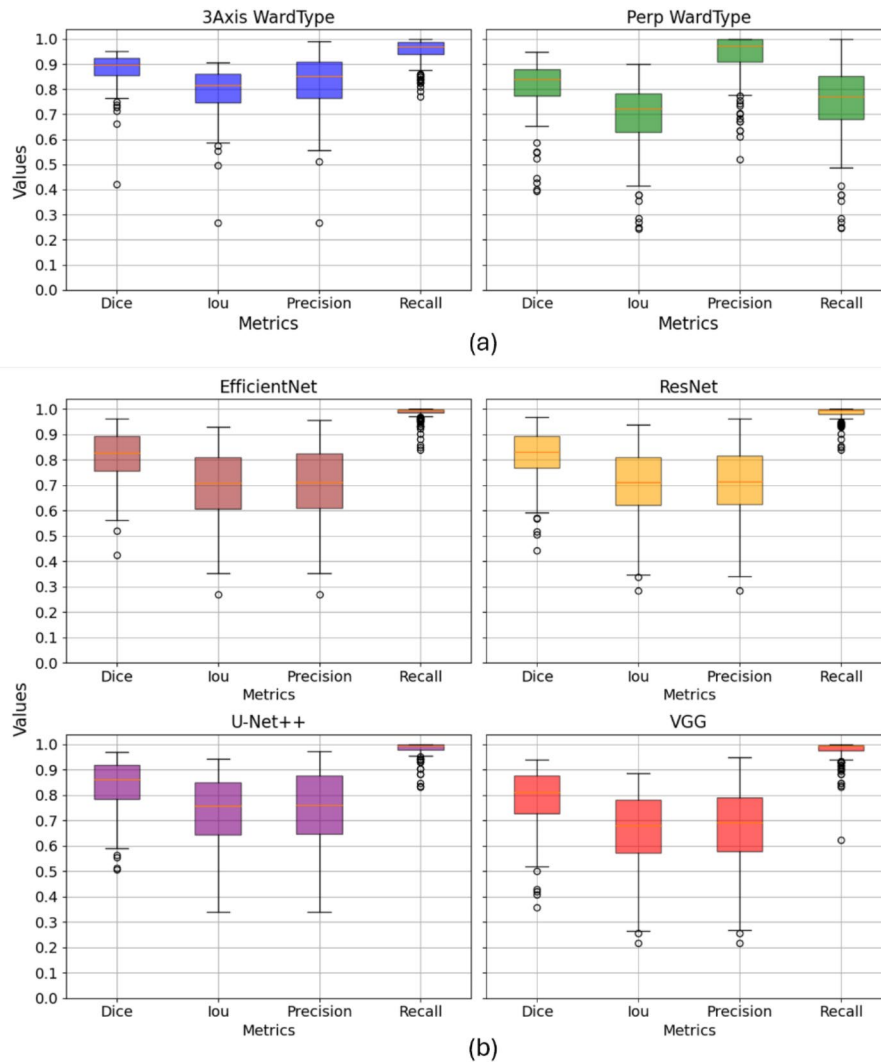 3Axis WardType
Perp WardType
Values
1.0
0.9
0.8
0.7
0.6
0.5
0.4
0.3
0.2
0.1
0.0
Dice Iou Precision Recall
Dice Iou Precision Recall
Metrics
Metrics
(a)
EfficientNet
ResNet
1.0
0.9
0.8
0.7
0.6
0.5
0.4
0.3
0.2
0.1
0.0
Dice Iou Precision Recall
Dice Iou Precision Recall
Metrics
Metrics
Values
U-Net++
VGG
1.0
0.9
0.8
0.7
0.6
0.5
0.4
0.3
0.2
0.1
0.0
Dice Iou Precision Recall
Dice Iou Precision Recall
Metrics
Metrics
(b)